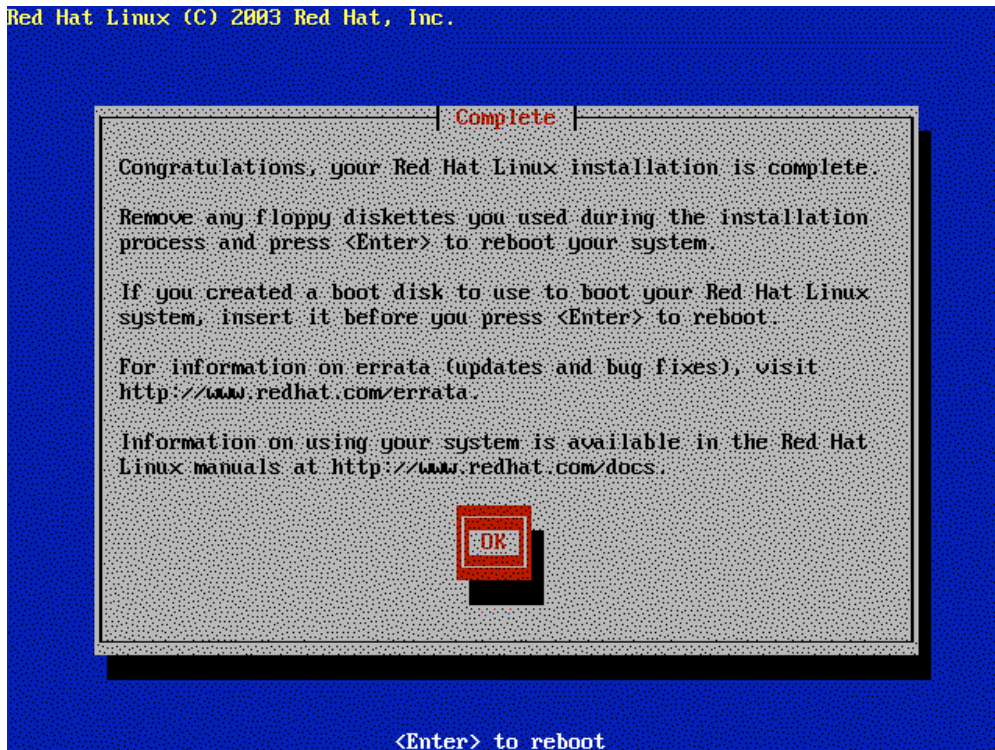 Red Hat Linux (C) 2003 Red Hat, Inc.
Complete
Congratulations, your Red Hat Linux installation is complete.
Remove any floppy diskettes you used during the installation
process and press <Enter> to reboot your system.
If you created a boot disk to use to boot your Red Hat Linux
system, insert it before you press <Enter> to reboot.
For information on errata (updates and bug fixes), visit
http://www.redhat.com/errata.
Information on using your system is available in the Red Hat
Linux manuals at http://www.redhat.com/docs.
OK
<Enter> to reboot